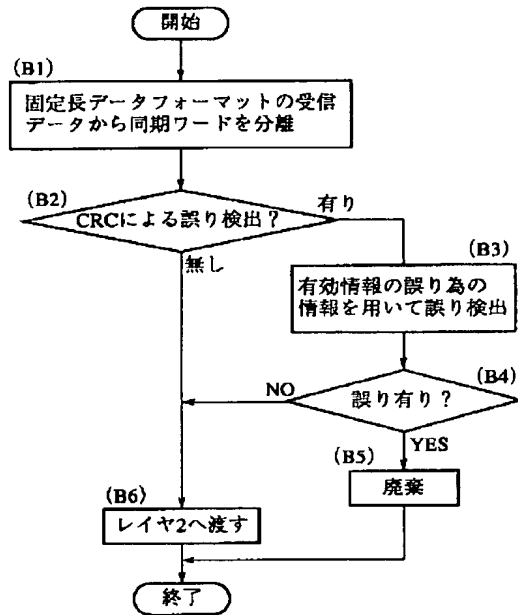 開始
(B1)
固定長データフォーマットの受信
データから同期ワードを分離
(B2)
CRCによる誤り検出?
有り
無し
(B3)
有効情報の誤り為の
情報を用いて誤り検出
(B4)
誤り有り?
NO
YES
(B5)
廃棄
(B6)
レイヤ2へ渡す
終了